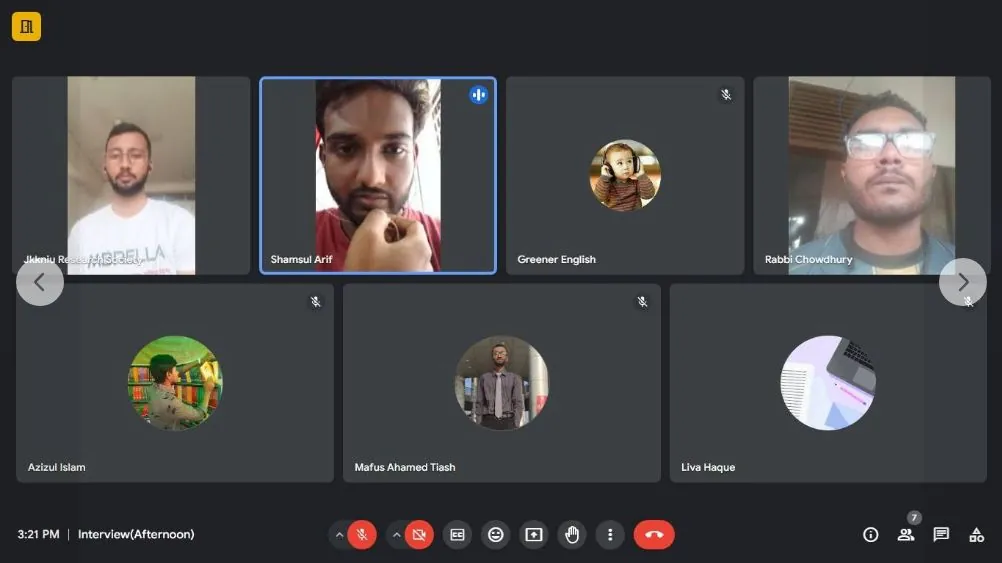 Jkkniu Research Society
Shamsul Arif
Greener English
Rabbi Chowdhury
Azizul Islam
Mafus Ahamed Tiash
Liva Haque
3:21 PM | Interview(Afternoon)
7